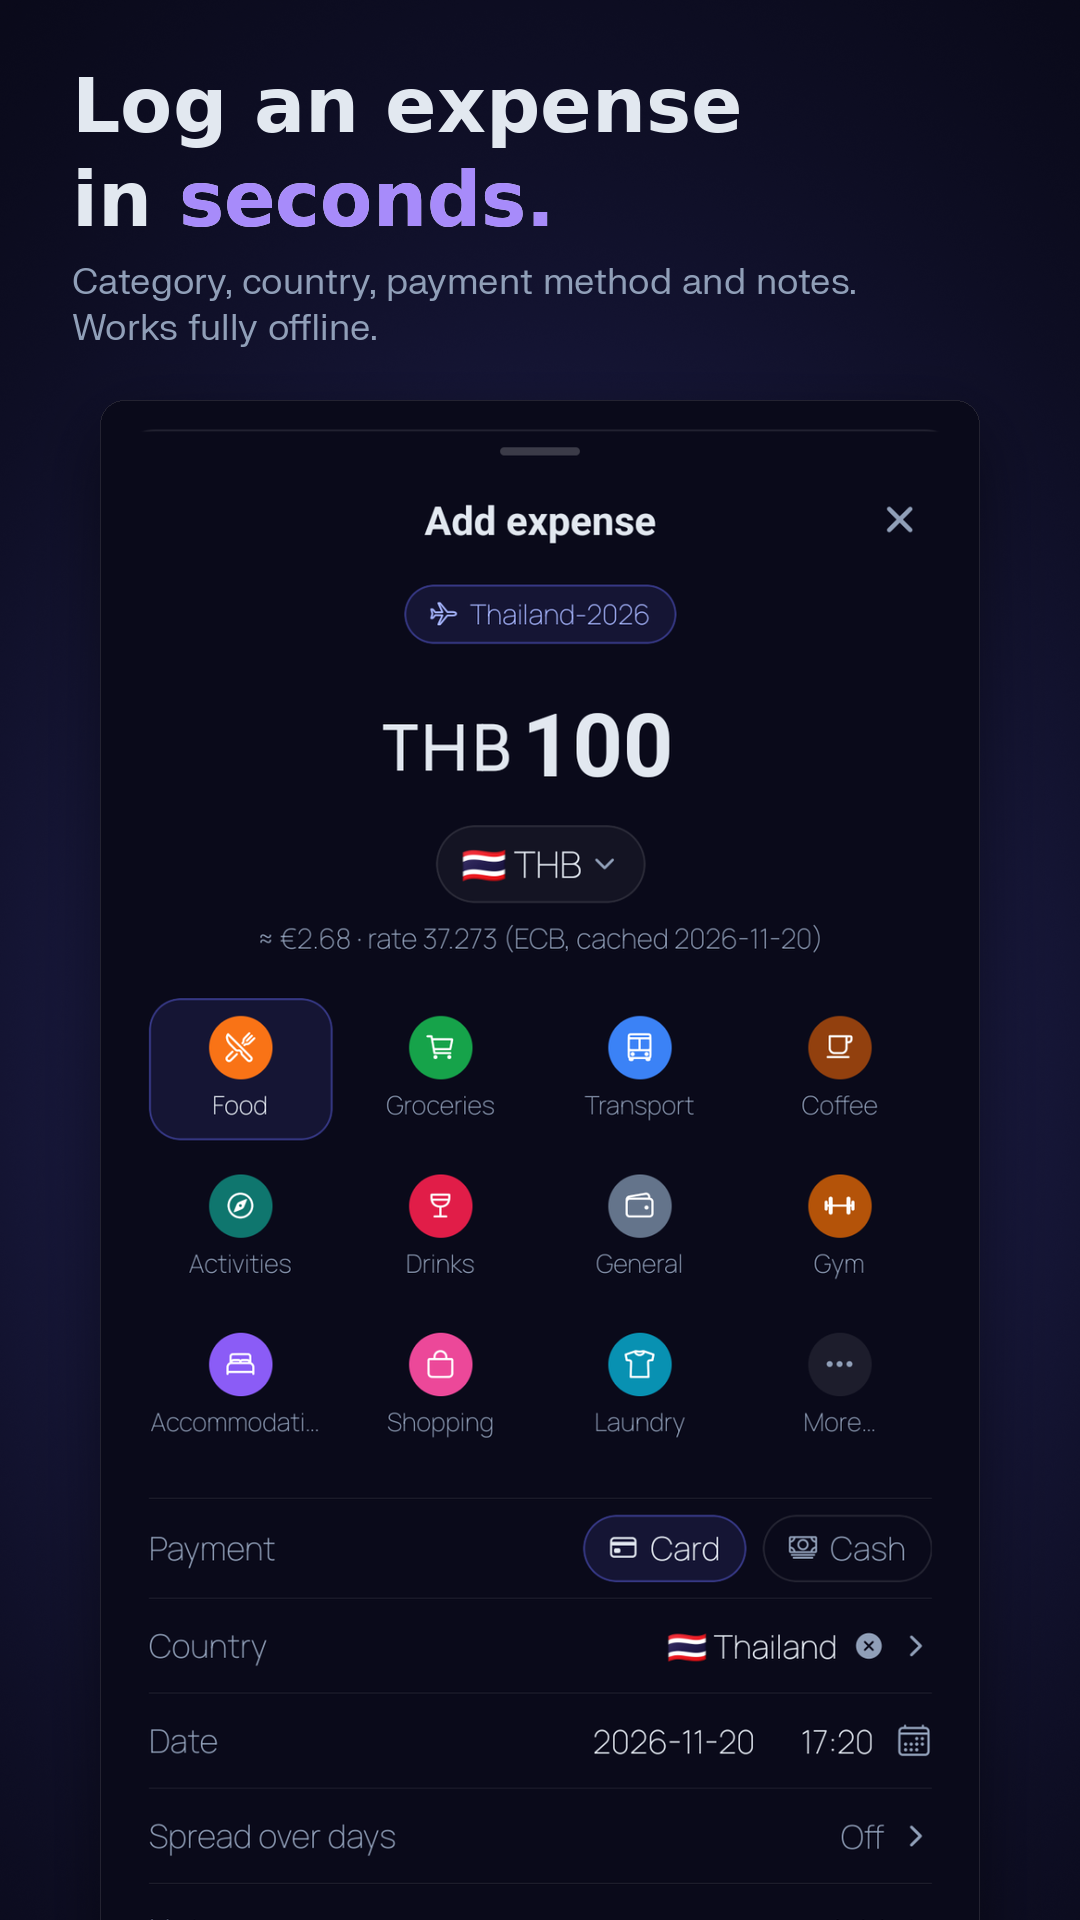 Log an expense
in seconds.
Category, country, payment method and notes.
Works fully offline.
Add expense
Thailand-2026
THB 100
THB
≈ €2.68 · rate 37.273 (ECB, cached 2026-11-20)
Food Groceries Transport Coffee
Activities Drinks General Gym
Accommodati... Shopping Laundry More...
Payment Card Cash
Country Thailand
Date 2026-11-20 17:20
Spread over days Off